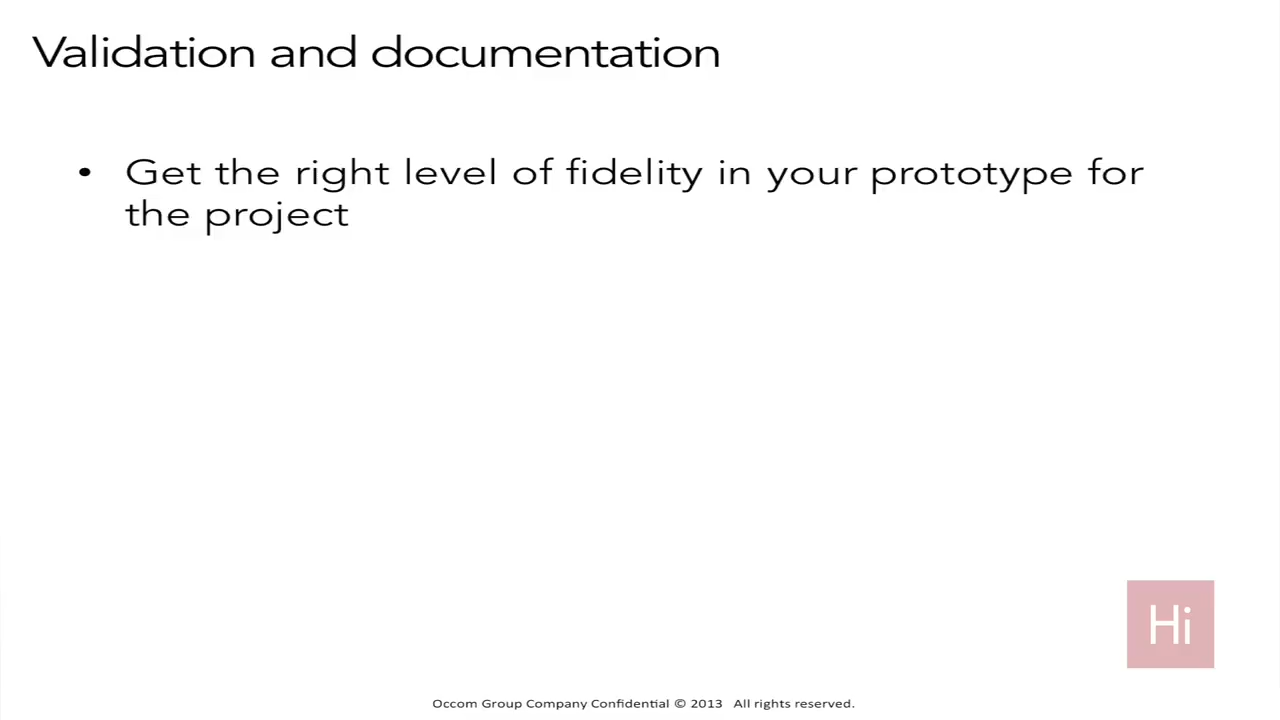 Validation and documentation
• Get the right level of fidelity in your prototype for
the project
Hi
Occom Group Company Confidential © 2013 All rights reserved.